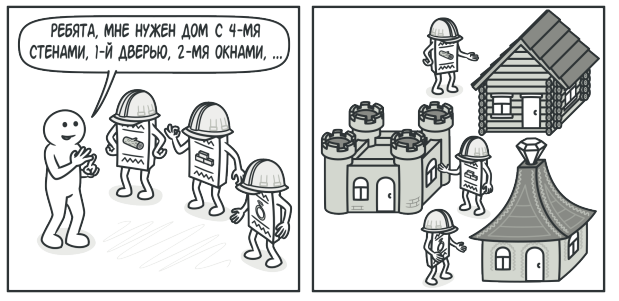 РЕБЯТА, МНЕ НУЖЕН ДОМ С 4-МЯ
СТЕНАМИ, 1-Й ДВЕРЬЮ, 2-МЯ ОКНАМИ, ...